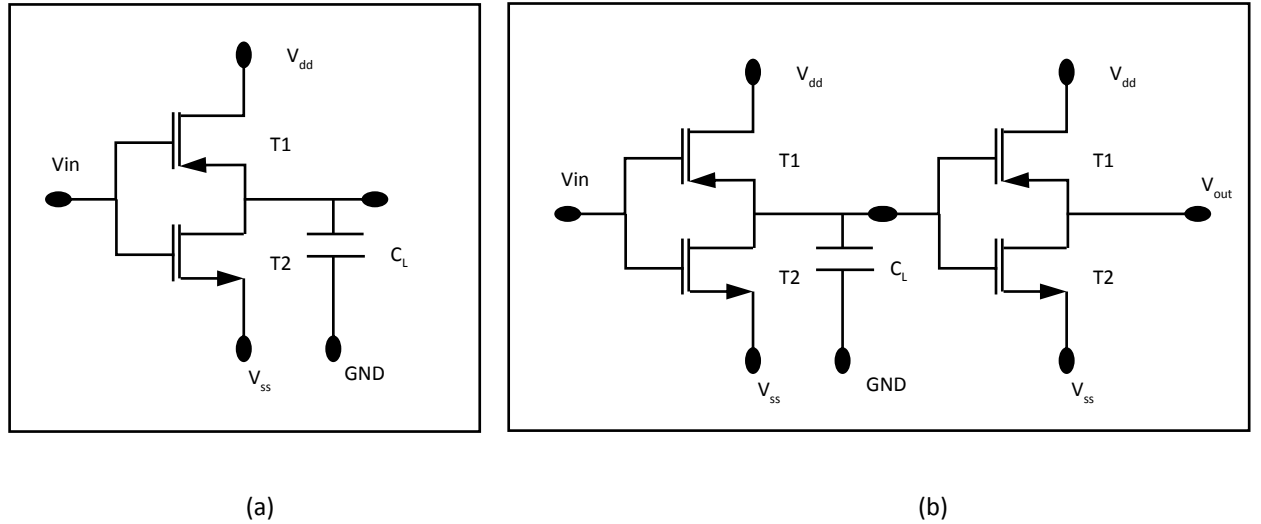 V_dd
T1
Vin
T2
C_L
V_ss
GND
V_dd
V_dd
T1
T1
Vin
V_out
T2
C_L
T2
V_ss
GND
V_ss
(a)
(b)